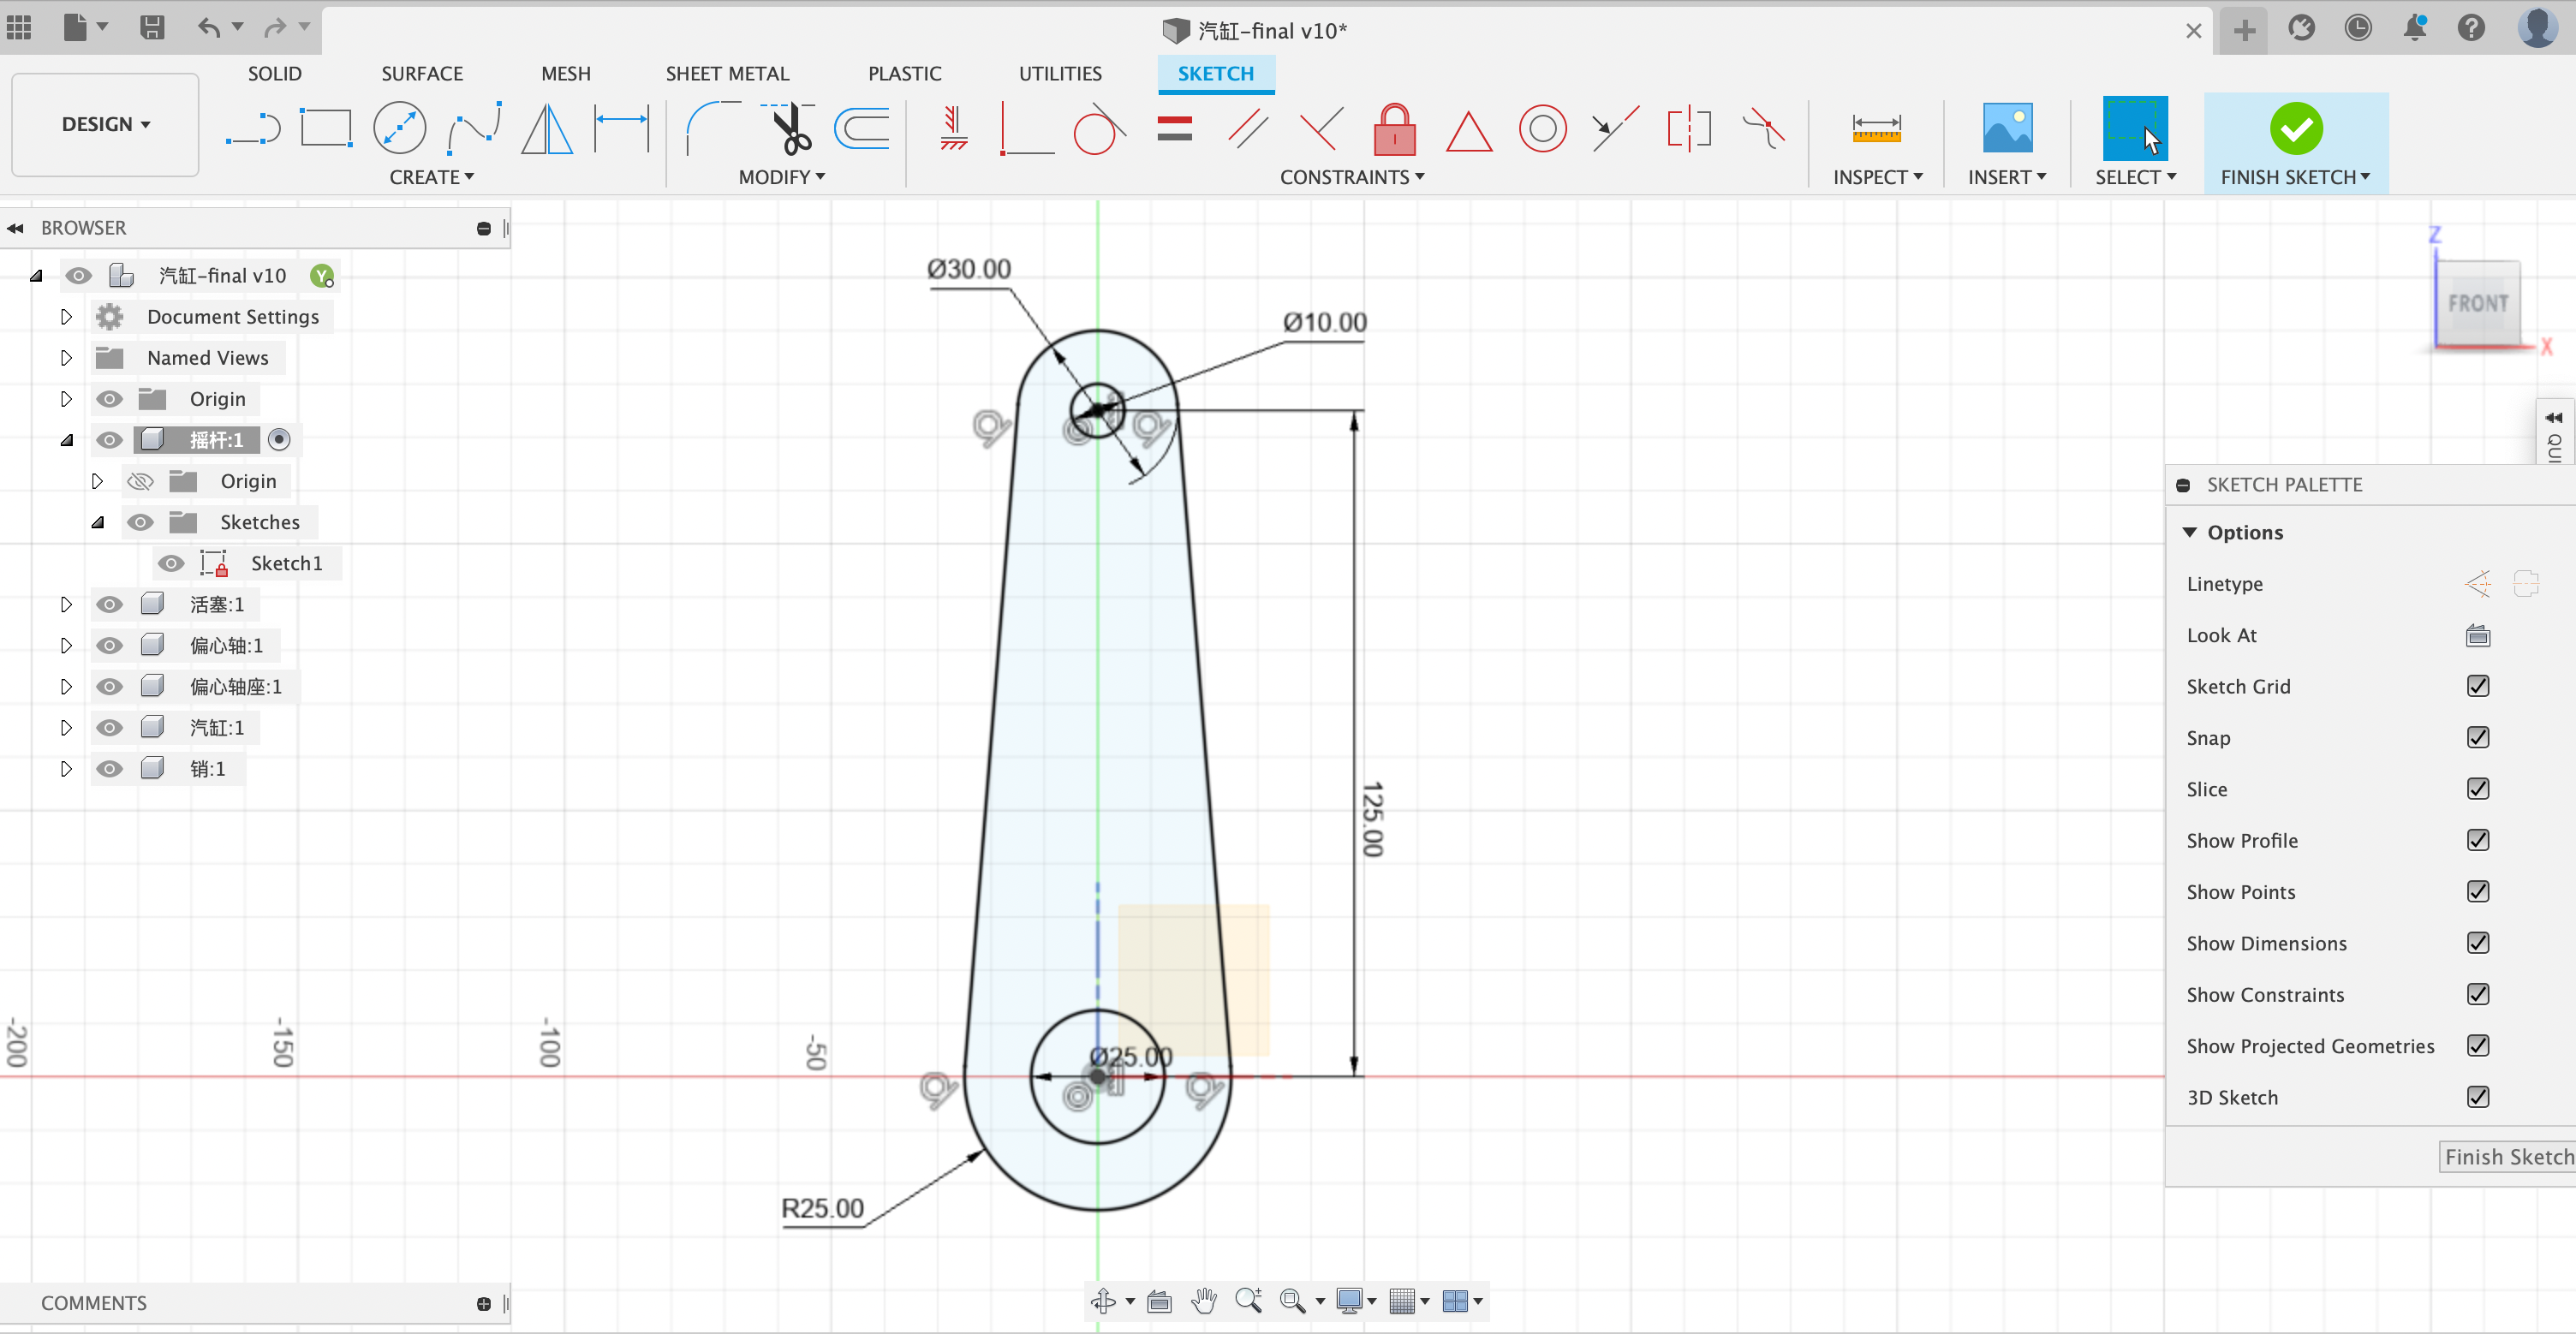 汽缸-final v10*
SOLID SURFACE MESH SHEET METAL PLASTIC UTILITIES SKETCH
DESIGN
CREATE MODIFY CONSTRAINTS INSPECT INSERT SELECT FINISH SKETCH
BROWSER
汽缸-final v10
Y
Document Settings
Named Views
Origin
摇杆:1
Origin
Sketches
Sketch1
活塞:1
偏心轴:1
偏心轴座:1
汽缸:1
销:1
Ø30.00
Ø10.00
125.00
Ø25.00
R25.00
-200
-150
-100
-50
Z
FRONT
X
QUI
SKETCH PALETTE
Options
Linetype
Look At
Sketch Grid
Snap
Slice
Show Profile
Show Points
Show Dimensions
Show Constraints
Show Projected Geometries
3D Sketch
Finish Sketch
COMMENTS